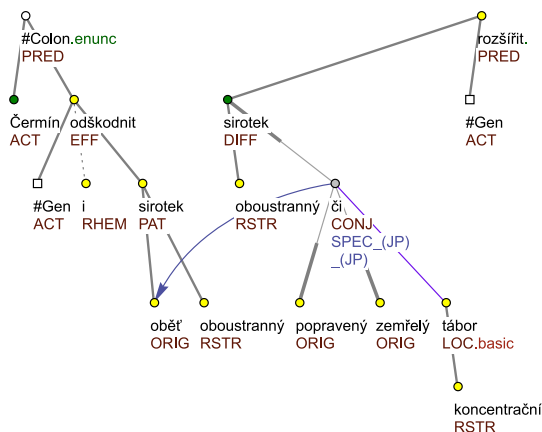 #Colon.enunc
PRED
rozšířit.
PRED
Čermín
ACT
odškodnit
EFF
sirotek
DIFF
#Gen
ACT
#Gen
ACT
i
RHEM
sirotek
PAT
oboustranný
RSTR
či
CONJ
SPEC_(JP)
_(JP)
oběť
ORIG
oboustranný
RSTR
popravený
ORIG
zemřelý
ORIG
tábor
LOC.basic
koncentrační
RSTR